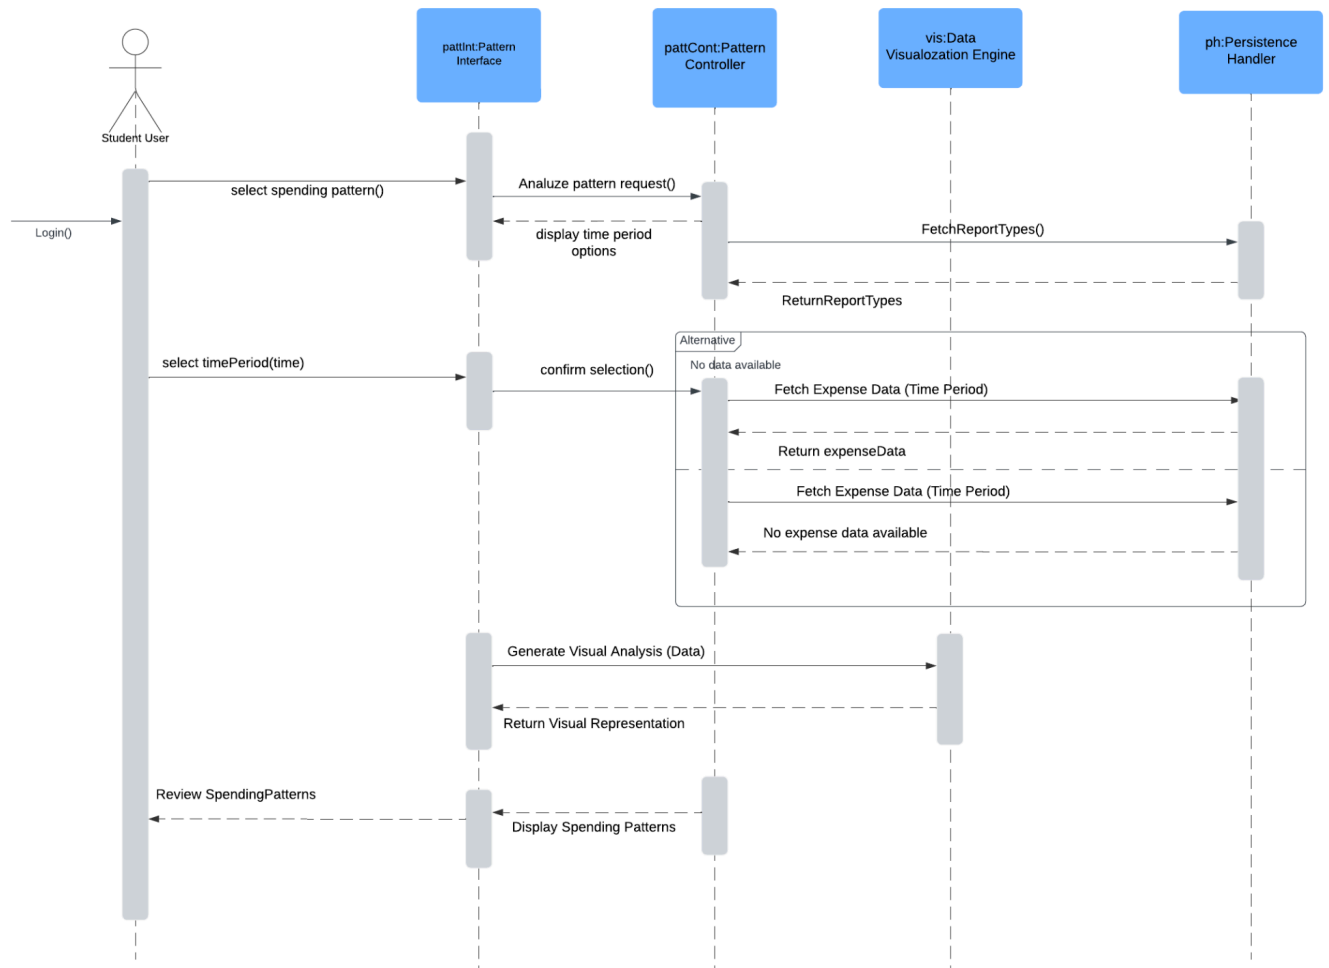 pattInt:Pattern
Interface
pattCont:Pattern
Controller
vis:Data
Visualozation Engine
ph:Persistence
Handler
Student User
select spending pattern()
Analuze pattern request()
Login()
display time period
options
FetchReportTypes()
ReturnReportTypes
Alternative
No data available
select timePeriod(time)
confirm selection()
Fetch Expense Data (Time Period)
Return expenseData
Fetch Expense Data (Time Period)
No expense data available
Generate Visual Analysis (Data)
Return Visual Representation
Review SpendingPatterns
Display Spending Patterns